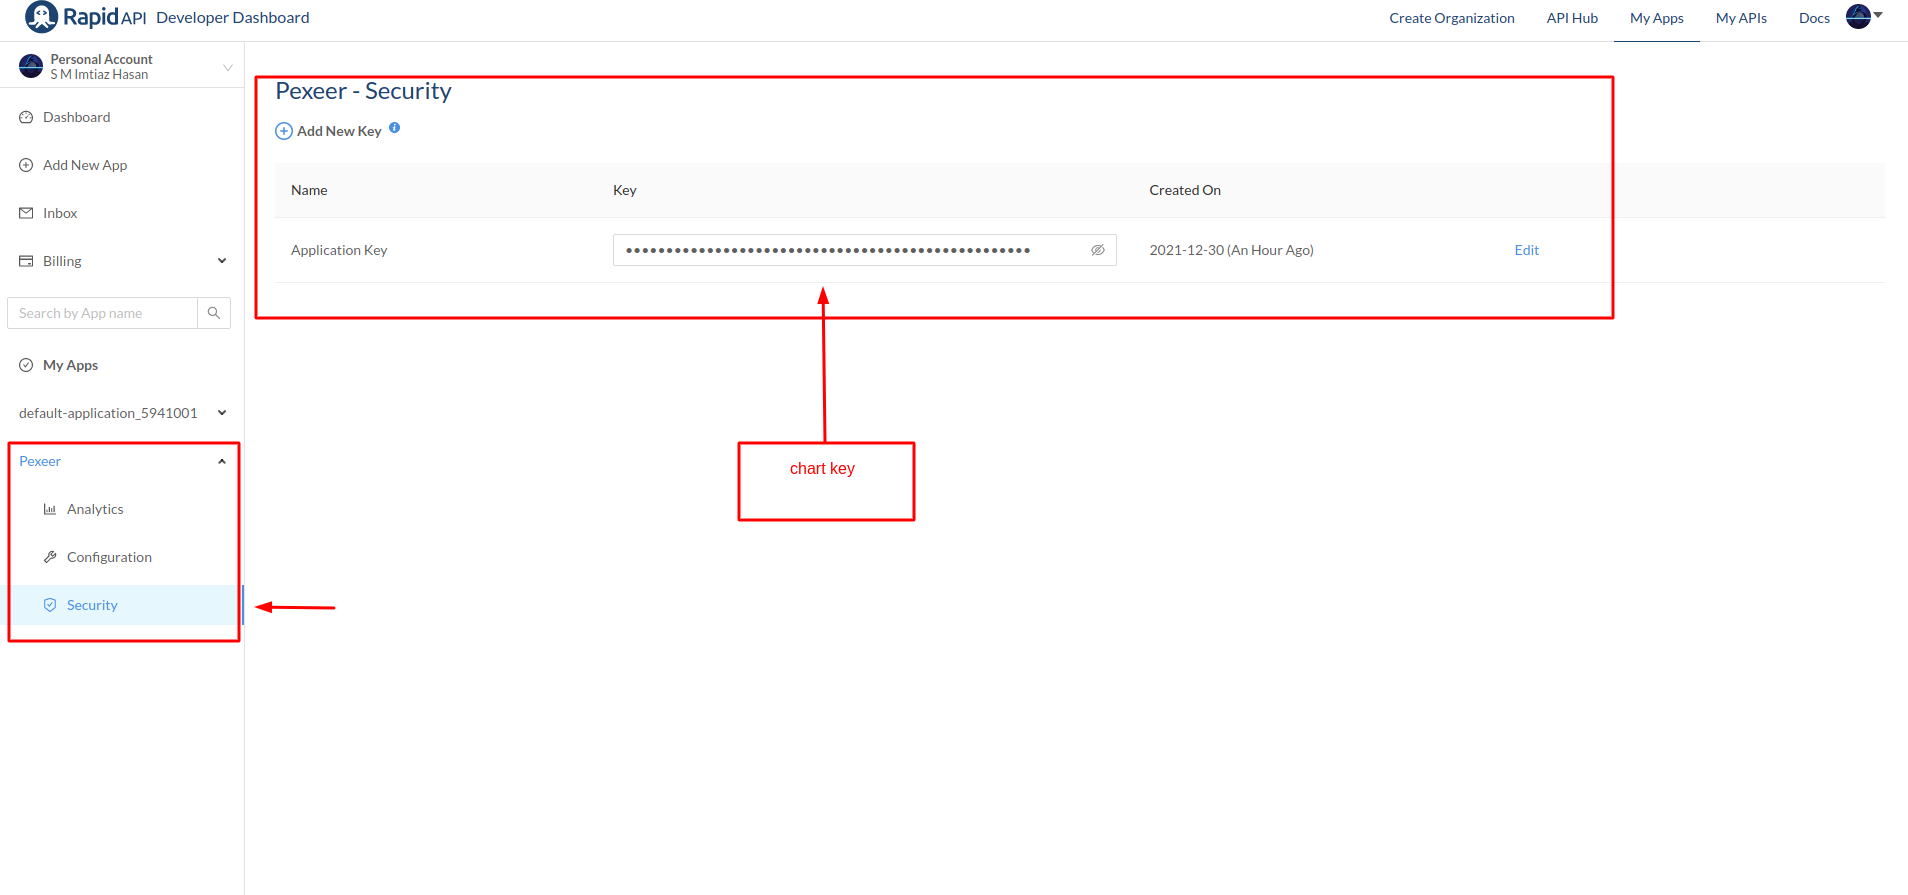 RapidAPI Developer Dashboard
Create Organization
API Hub
My Apps
My APIs
Docs
Personal Account
S M Imtiaz Hasan
Dashboard
Add New App
Inbox
Billing
Search by App name
My Apps
default-application_5941001
Pexeer
Analytics
Configuration
Security
Pexeer - Security
Add New Key
Name
Key
Created On
Application Key
••••••••••••••••••••••••••••••••••••••••••••••••••
2021-12-30 (An Hour Ago)
Edit
chart key